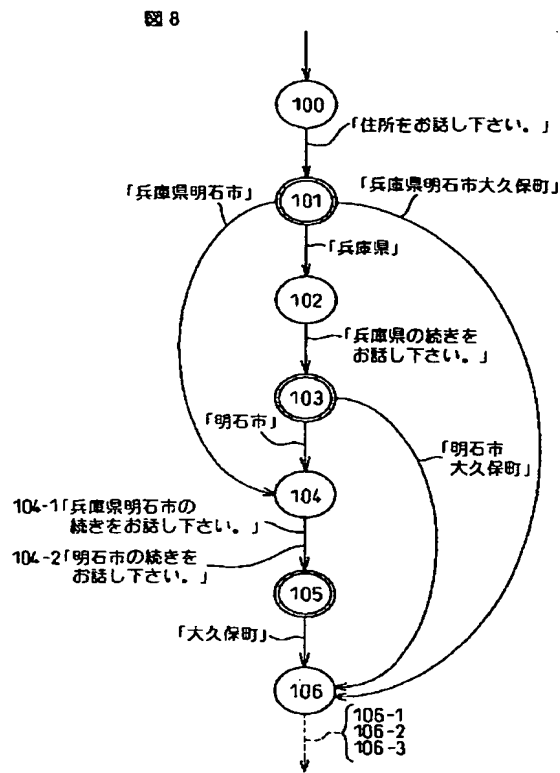 図8
100
「住所をお話し下さい。」
「兵庫県明石市」
101
「兵庫県明石市大久保町」
「兵庫県」
102
「兵庫県の続きを
お話し下さい。」
103
「明石市」
「明石市
大久保町」
104
104-1「兵庫県明石市の
続きをお話し下さい。」
104-2「明石市の続きを
お話し下さい。」
105
「大久保町」
106
106-1
106-2
106-3